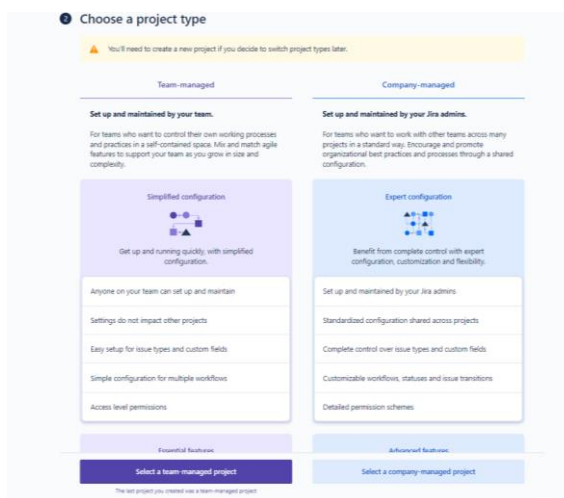 2 Choose a project type
You'll need to create a new project if you decide to switch project types later.
Team-managed
Set up and maintained by your team.
For teams who want to control their own working processes
and practices in a self-contained space. Mix and match agile
features to support your team as you grow in size and
complexity.
Simplified configuration
Get up and running quickly, with simplified
configuration.
Anyone on your team can set up and maintain
Settings do not impact other projects
Easy setup for issue types and custom fields
Simple configuration for multiple workflows
Access level permissions
Essential features
Select a team-managed project
The last project you created was a team-managed project
Company-managed
Set up and maintained by your Jira admins.
For teams who want to work with other teams across many
projects in a standard way. Encourage and promote
organizational best practices and processes through a shared
configuration.
Expert configuration
Benefit from complete control with expert
configuration, customization and flexibility.
Set up and maintained by your Jira admins
Standardized configuration shared across projects
Complete control over issue types and custom fields
Customizable workflows, statuses and issue transitions
Detailed permission schemes
Advanced features
Select a company-managed project